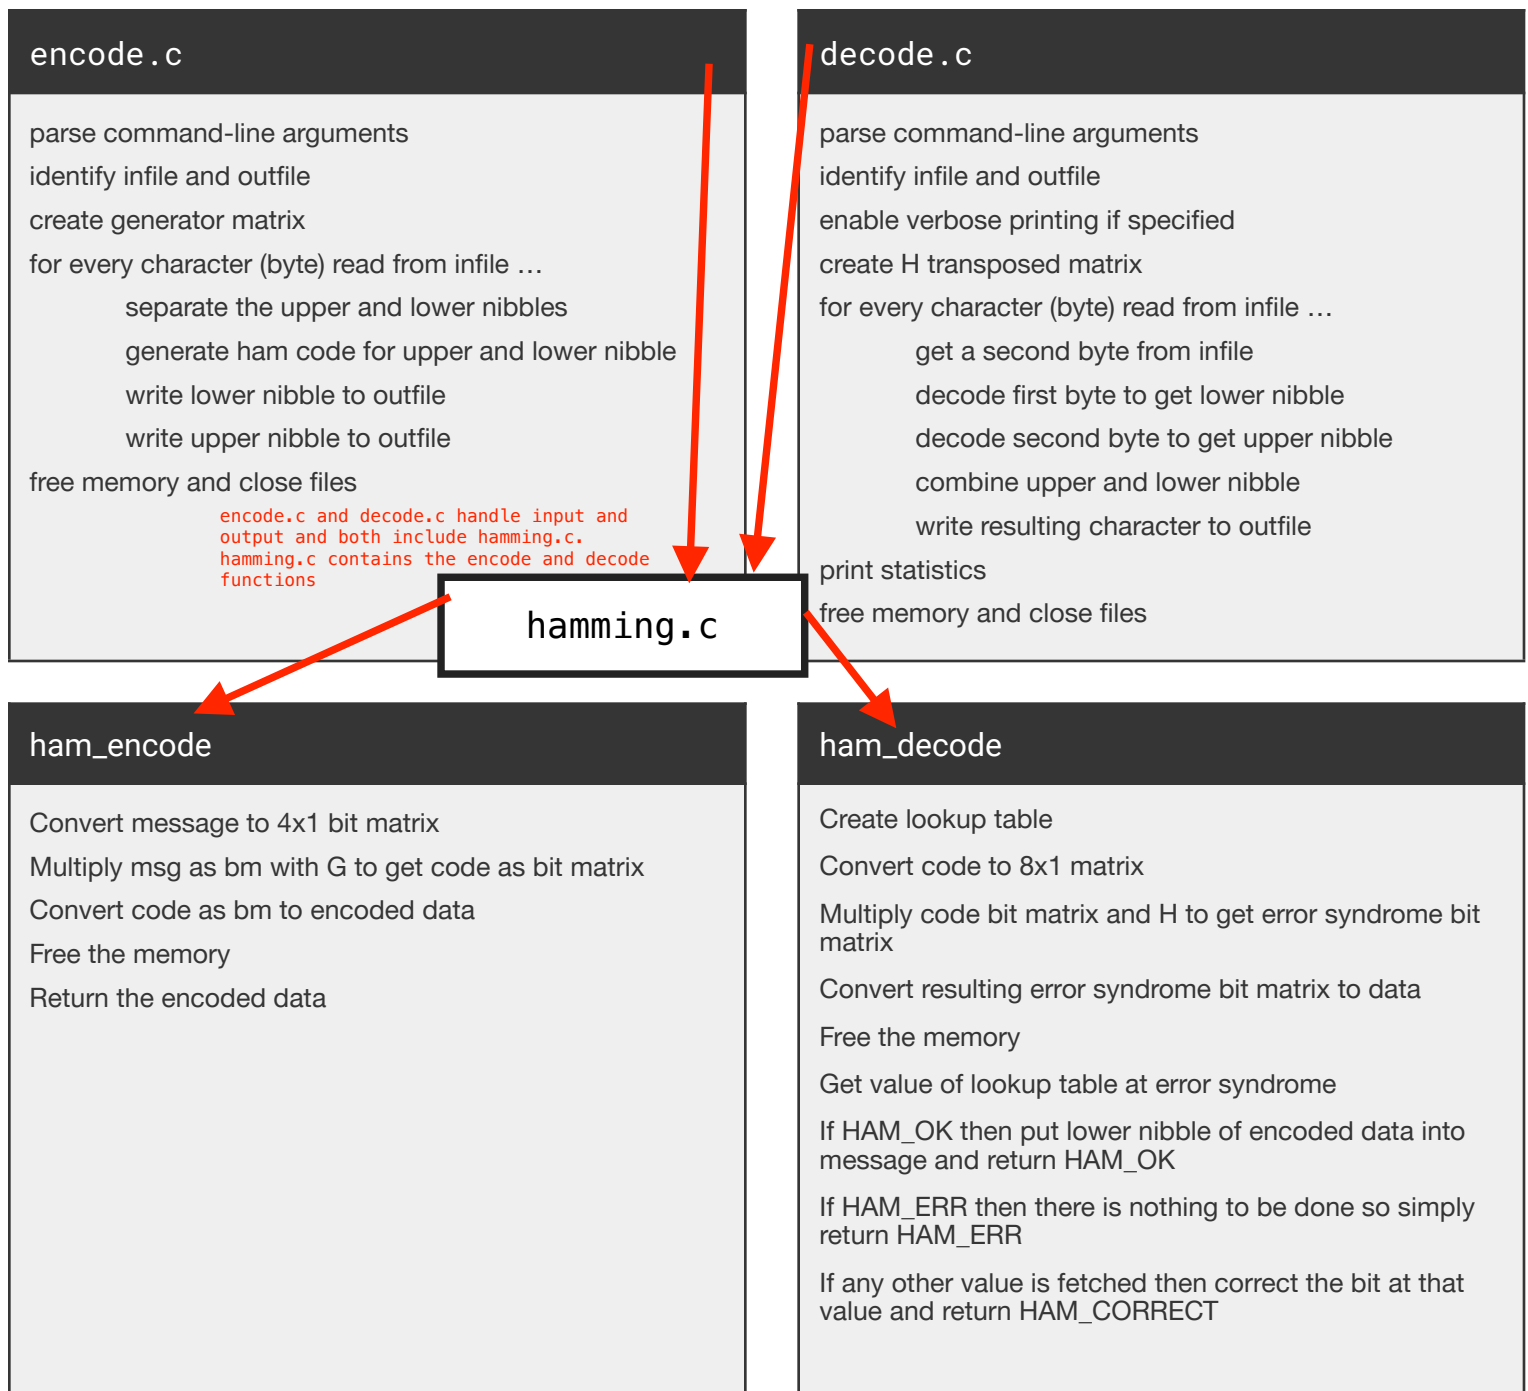 encode.c
parse command-line arguments
identify infile and outfile
create generator matrix
for every character (byte) read from infile …
separate the upper and lower nibbles
generate ham code for upper and lower nibble
write lower nibble to outfile
write upper nibble to outfile
free memory and close files
encode.c and decode.c handle input and
output and both include hamming.c.
hamming.c contains the encode and decode
functions
decode.c
parse command-line arguments
identify infile and outfile
enable verbose printing if specified
create H transposed matrix
for every character (byte) read from infile …
get a second byte from infile
decode first byte to get lower nibble
decode second byte to get upper nibble
combine upper and lower nibble
write resulting character to outfile
print statistics
free memory and close files
hamming.c
ham_encode
Convert message to 4x1 bit matrix
Multiply msg as bm with G to get code as bit matrix
Convert code as bm to encoded data
Free the memory
Return the encoded data
ham_decode
Create lookup table
Convert code to 8x1 matrix
Multiply code bit matrix and H to get error syndrome bit
matrix
Convert resulting error syndrome bit matrix to data
Free the memory
Get value of lookup table at error syndrome
If HAM_OK then put lower nibble of encoded data into
message and return HAM_OK
If HAM_ERR then there is nothing to be done so simply
return HAM_ERR
If any other value is fetched then correct the bit at that
value and return HAM_CORRECT